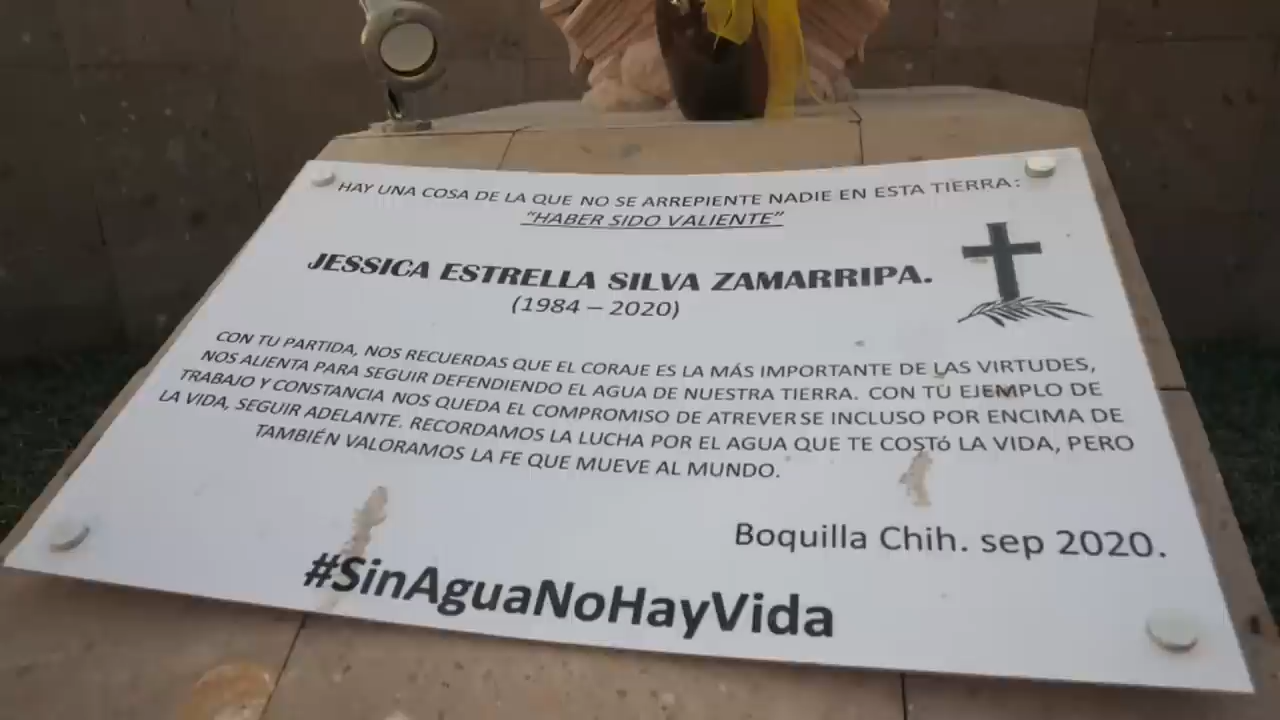 HAY UNA COSA DE LA QUE NO SE ARREPIENTE NADIE EN ESTA TIERRA:
"HABER SIDO VALIENTE"
JESSICA ESTRELLA SILVA ZAMARRIPA.
(1984 – 2020)
CON TU PARTIDA, NOS RECUERDAS QUE EL CORAJE ES LA MÁS IMPORTANTE DE LAS VIRTUDES,
NOS ALIENTA PARA SEGUIR DEFENDIENDO EL AGUA DE NUESTRA TIERRA. CON TU EJEMPLO DE
TRABAJO Y CONSTANCIA NOS QUEDA EL COMPROMISO DE ATREVERSE INCLUSO POR ENCIMA DE
LA VIDA, SEGUIR ADELANTE. RECORDAMOS LA LUCHA POR EL AGUA QUE TE COSTó LA VIDA, PERO
TAMBIÉN VALORAMOS LA FE QUE MUEVE AL MUNDO.
Boquilla Chih. sep 2020.
#SinAguaNoHayVida